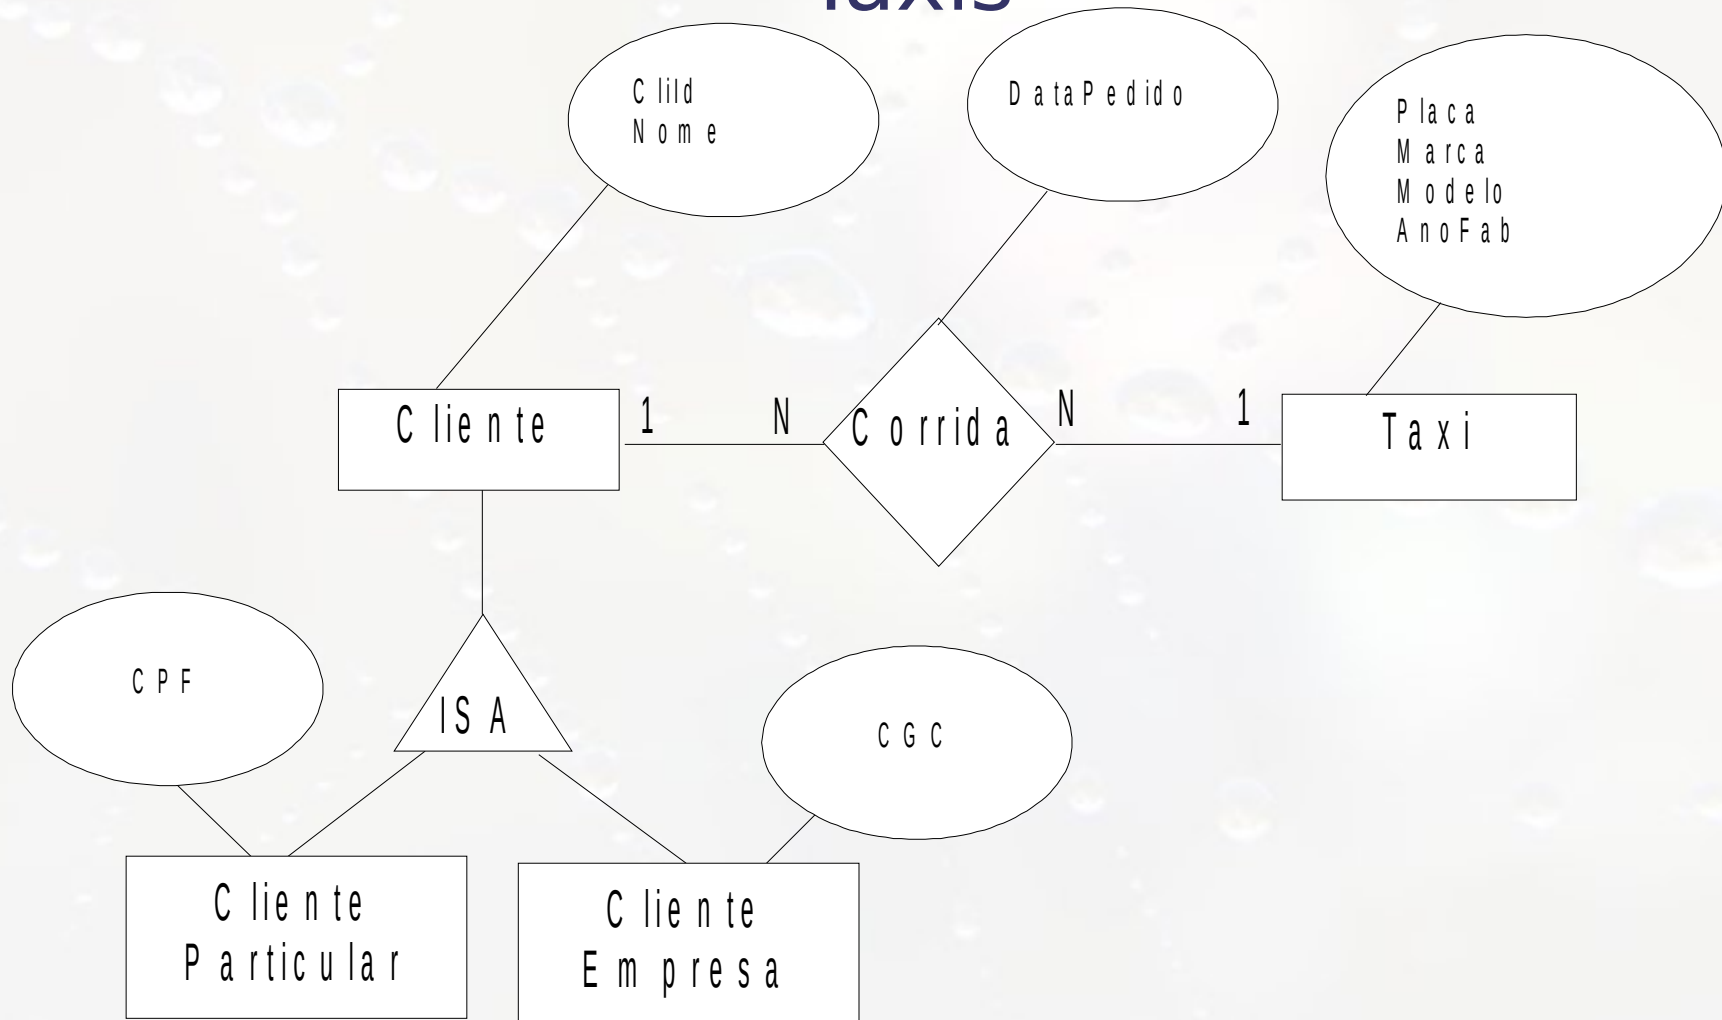 Taxis
CliId
Nome
DataPedido
Placa
Marca
Modelo
AnoFab
Cliente
1
N
Corrida
N
1
Taxi
CPF
ISA
CGC
Cliente
Particular
Cliente
Empresa